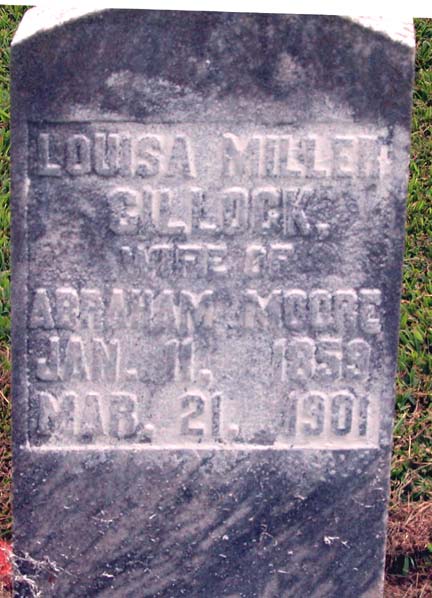 LOUISA MILLER
GILLOCK.
WIFE OF
ABRAHAM MOORE
JAN. 11, 1859
MAR. 21. 1901